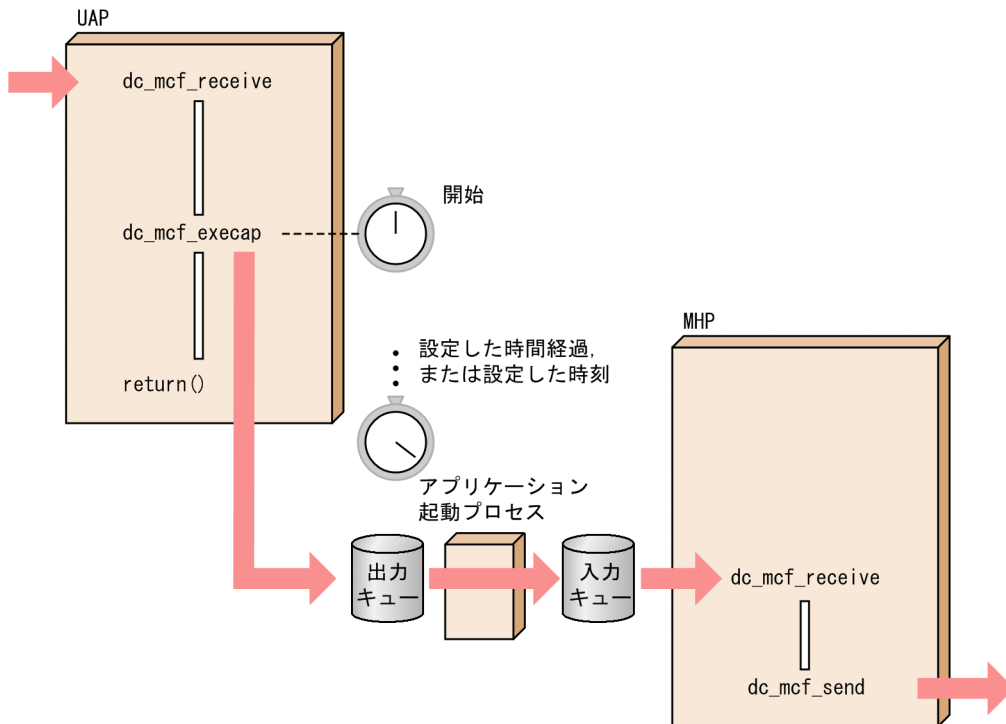 UAP
dc_mcf_receive
開始
dc_mcf_execap
設定した時間経過,
または設定した時刻
return()
MHP
アプリケーション
起動プロセス
出力
キュー
入力
キュー
dc_mcf_receive
dc_mcf_send